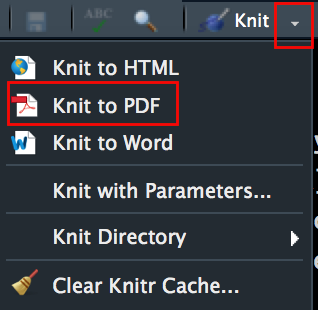 ABC
Knit
Knit to HTML
Knit to PDF
Knit to Word
Knit with Parameters...
Knit Directory
Clear Knitr Cache...